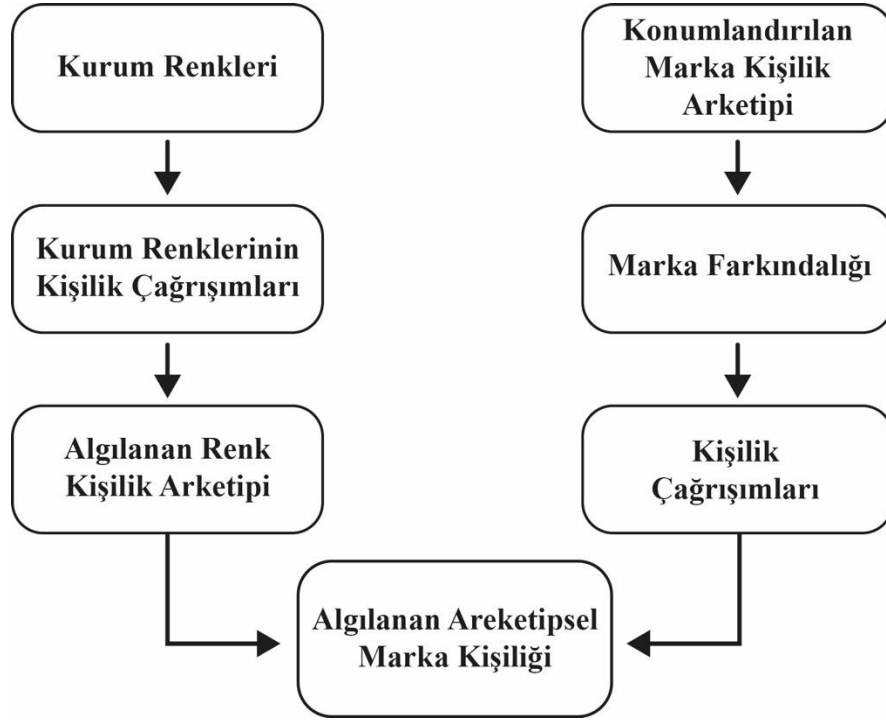 Kurum Renkleri
Konumlandırılan
Marka Kişilik
Arketipi
Kurum Renklerinin
Kişilik Çağrışımları
Marka Farkındalığı
Algılanan Renk
Kişilik Arketipi
Kişilik
Çağrışımları
Algılanan Areketipsel
Marka Kişiliği